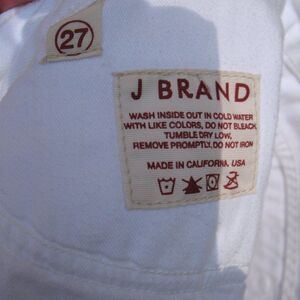 27
J BRAND
WASH INSIDE OUT IN COLD WATER
WITH LIKE COLORS, DO NOT BLEACH,
TUMBLE DRY LOW,
REMOVE PROMPTLY, DO NOT IRON
MADE IN CALIFORNIA, USA